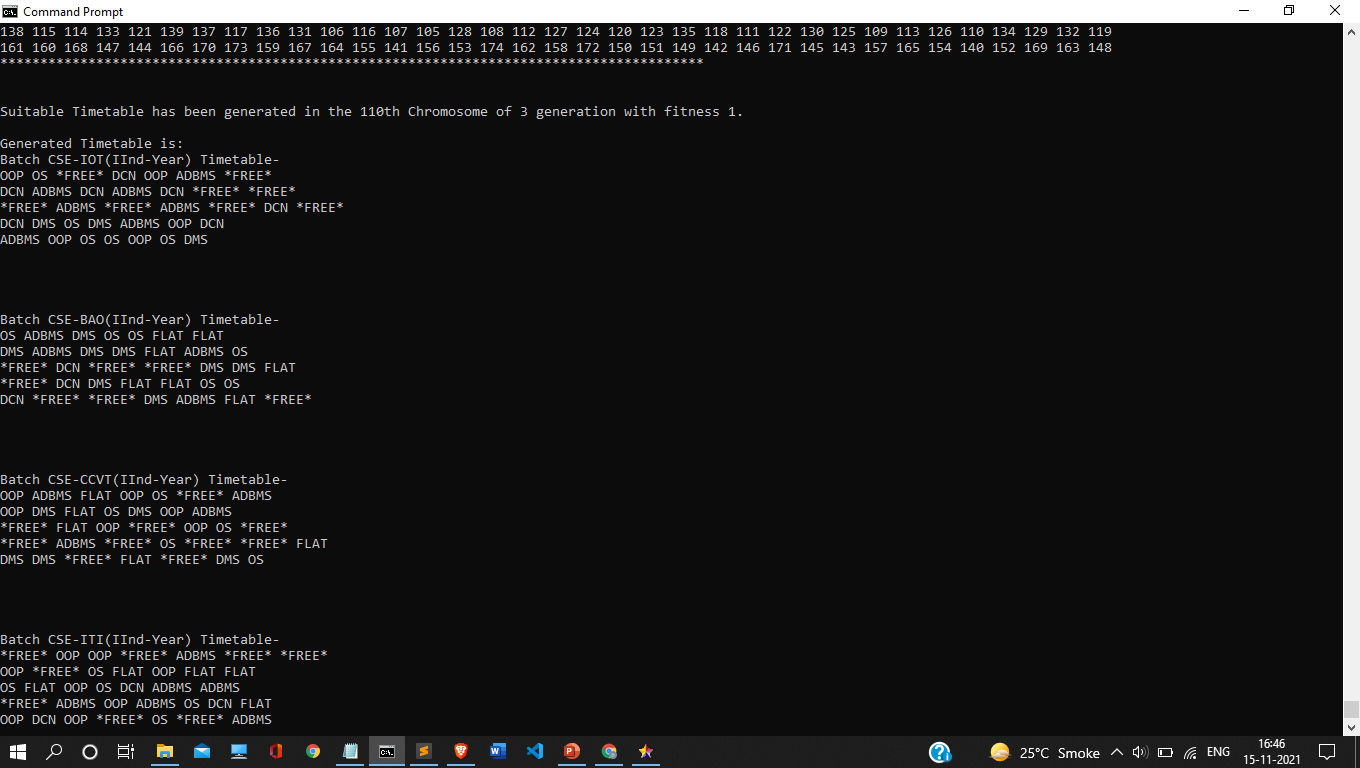 Command Prompt
138 115 114 133 121 139 137 117 136 131 106 116 107 105 128 108 112 127 124 120 123 135 118 111 122 130 125 109 113 126 110 134 129 132 119
161 160 168 147 144 166 170 173 159 167 164 155 141 156 153 174 162 158 172 150 151 149 142 146 171 145 143 157 165 154 140 152 169 163 148
****************************************************************************************
Suitable Timetable has been generated in the 110th Chromosome of 3 generation with fitness 1.
Generated Timetable is:
Batch CSE-IOT(IInd-Year) Timetable-
OOP OS *FREE* DCN OOP ADBMS *FREE*
DCN ADBMS DCN ADBMS DCN *FREE* *FREE*
*FREE* ADBMS *FREE* ADBMS *FREE* DCN *FREE*
DCN DMS OS DMS ADBMS OOP DCN
ADBMS OOP OS OS OOP OS DMS
Batch CSE-BAO(IInd-Year) Timetable-
OS ADBMS DMS OS OS FLAT FLAT
DMS ADBMS DMS DMS FLAT ADBMS OS
*FREE* DCN *FREE* *FREE* DMS DMS FLAT
*FREE* DCN DMS FLAT FLAT OS OS
DCN *FREE* *FREE* DMS ADBMS FLAT *FREE*
Batch CSE-CCVT(IInd-Year) Timetable-
OOP ADBMS FLAT OOP OS *FREE* ADBMS
OOP DMS FLAT OS DMS OOP ADBMS
*FREE* FLAT OOP *FREE* OOP OS *FREE*
*FREE* ADBMS *FREE* OS *FREE* *FREE* FLAT
DMS DMS *FREE* FLAT *FREE* DMS OS
Batch CSE-ITI(IInd-Year) Timetable-
*FREE* OOP OOP *FREE* ADBMS *FREE* *FREE*
OOP *FREE* OS FLAT OOP FLAT FLAT
OS FLAT OOP OS DCN ADBMS ADBMS
*FREE* ADBMS OOP ADBMS OS DCN FLAT
OOP DCN OOP *FREE* OS *FREE* ADBMS
25°C Smoke ENG 16:46
15-11-2021